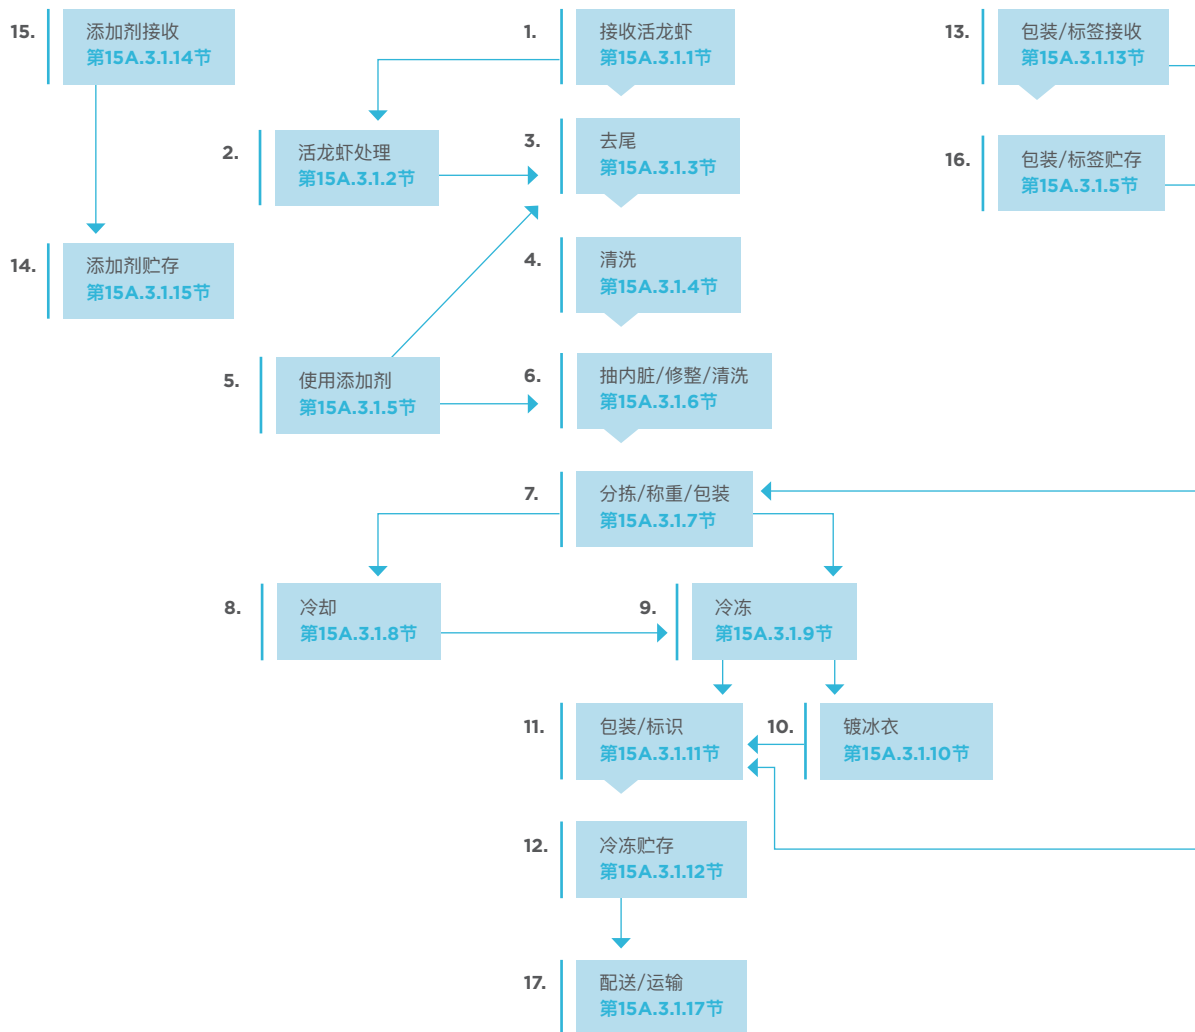 15.
添加剂接收
第15A.3.1.14节
1.
接收活龙虾
第15A.3.1.1节
13.
包装/标签接收
第15A.3.1.13节
2.
活龙虾处理
第15A.3.1.2节
3.
去尾
第15A.3.1.3节
16.
包装/标签贮存
第15A.3.1.5节
14.
添加剂贮存
第15A.3.1.15节
4.
清洗
第15A.3.1.4节
5.
使用添加剂
第15A.3.1.5节
6.
抽内脏/修整/清洗
第15A.3.1.6节
7.
分拣/称重/包装
第15A.3.1.7节
8.
冷却
第15A.3.1.8节
9.
冷冻
第15A.3.1.9节
11.
包装/标识
第15A.3.1.11节
10.
镀冰衣
第15A.3.1.10节
12.
冷冻贮存
第15A.3.1.12节
17.
配送/运输
第15A.3.1.17节